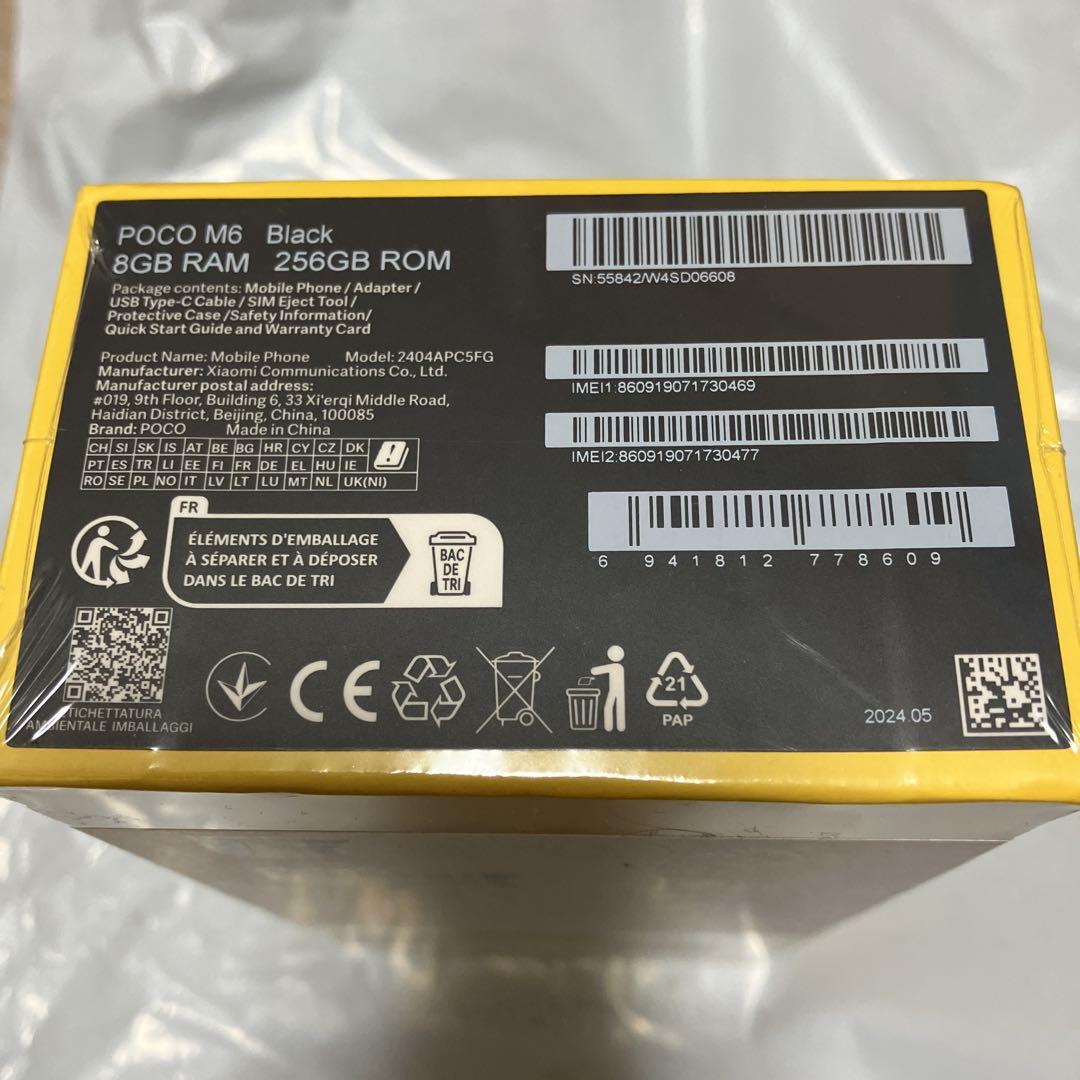 POCO M6 Black
8GB RAM 256GB ROM
Package contents: Mobile Phone / Adapter /
USB Type-C Cable / SIM Eject Tool /
Protective Case /Safety Information/
Quick Start Guide and Warranty Card
Product Name: Mobile Phone Model: 2404APC5FG
Manufacturer: Xiaomi Communications Co., Ltd.
Manufacturer postal address:
#019, 9th Floor, Building 6, 33 Xi'erqi Middle Road,
Haidian District, Beijing, China, 100085
Brand: POCO Made in China
CH SI SK IS AT BE BG HR CY CZ DK
PT ES TR LI EE FI FR DE EL HU IE
RO SE PL NO IT LV LT LU MT NL UK(NI)
SN:55842/W4SD06608
IMEI1:860919071730469
IMEI2:860919071730477
6 941812 778609
FR
ÉLÉMENTS D'EMBALLAGE
À SÉPARER ET À DÉPOSER
DANS LE BAC DE TRI
BAC
DE
TRI
ETICHETTATURA
AMBIENTALE IMBALLAGGI
CE
21
PAP
2024.05